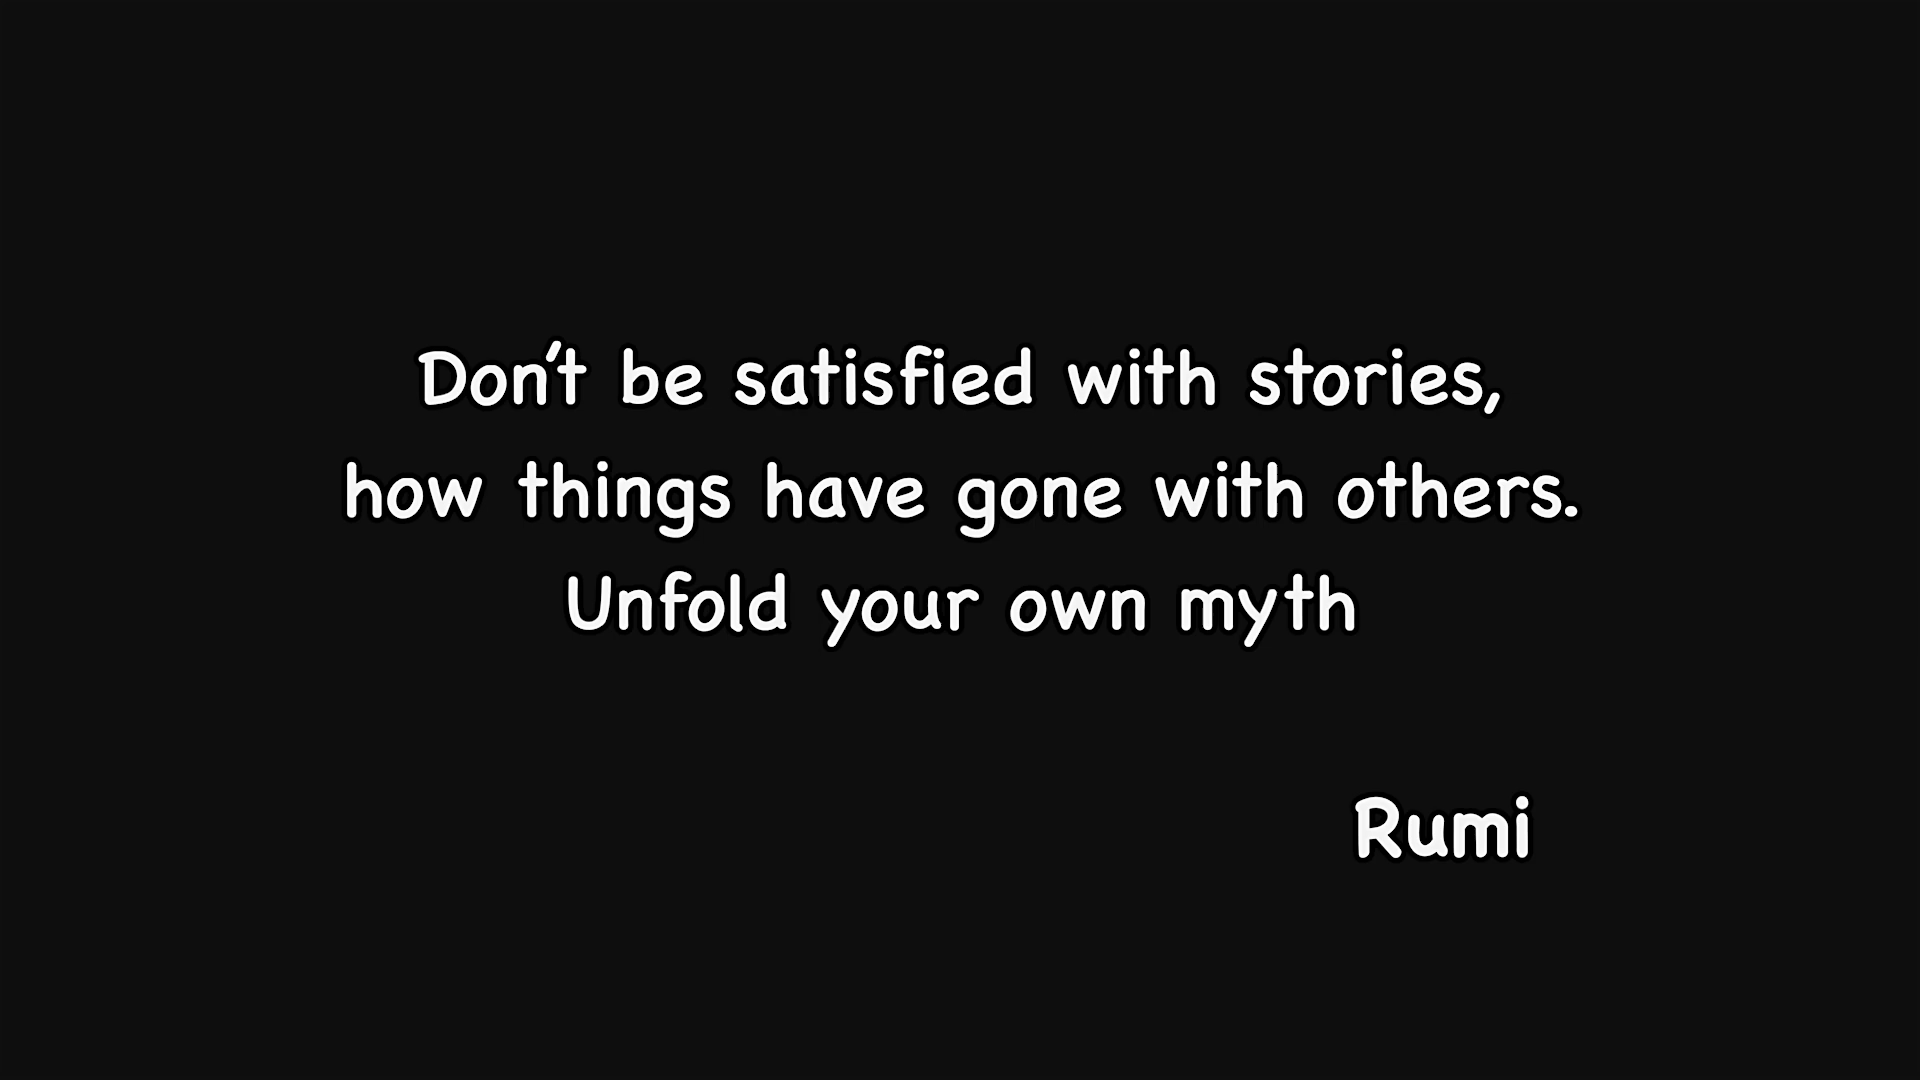 Don't be satisfied with stories,
how things have gone with others.
Unfold your own myth
Rumi